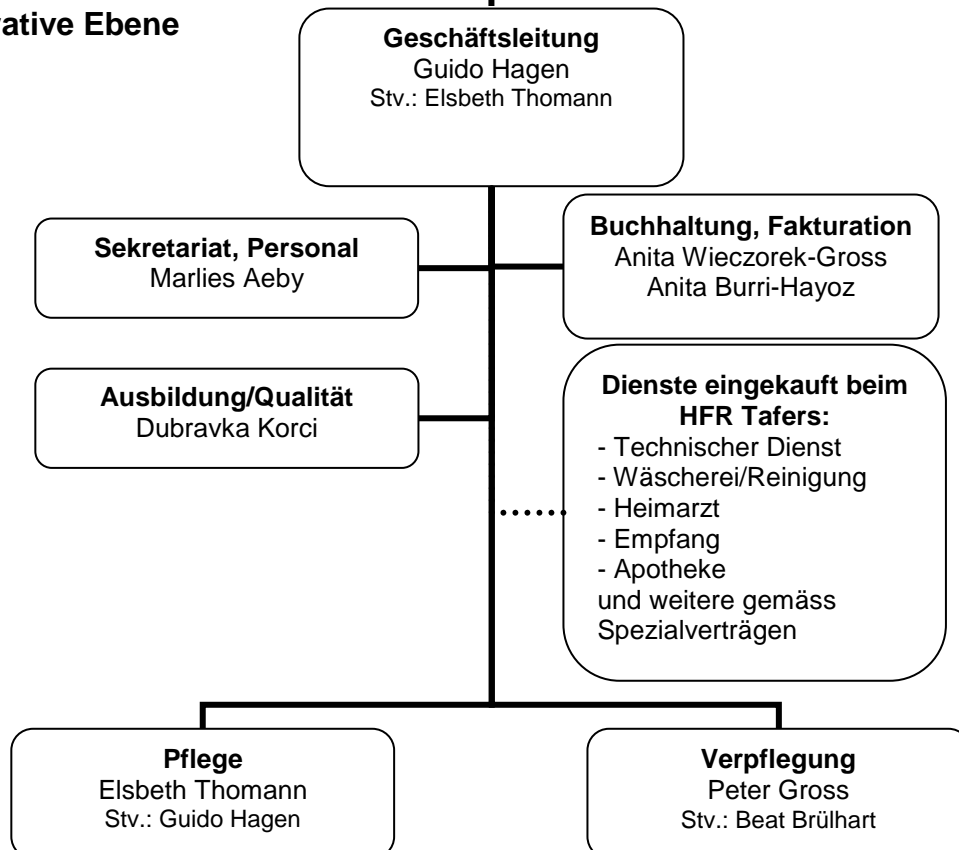 rative Ebene
Geschäftsleitung
Guido Hagen
Stv.: Elsbeth Thomann
Sekretariat, Personal
Marlies Aeby
Buchhaltung, Fakturation
Anita Wieczorek-Gross
Anita Burri-Hayoz
Ausbildung/Qualität
Dubravka Korci
Dienste eingekauft beim
HFR Tafers:
- Technischer Dienst
- Wäscherei/Reinigung
- Heimarzt
- Empfang
- Apotheke
und weitere gemäss
Spezialverträgen
Pflege
Elsbeth Thomann
Stv.: Guido Hagen
Verpflegung
Peter Gross
Stv.: Beat Brülhart